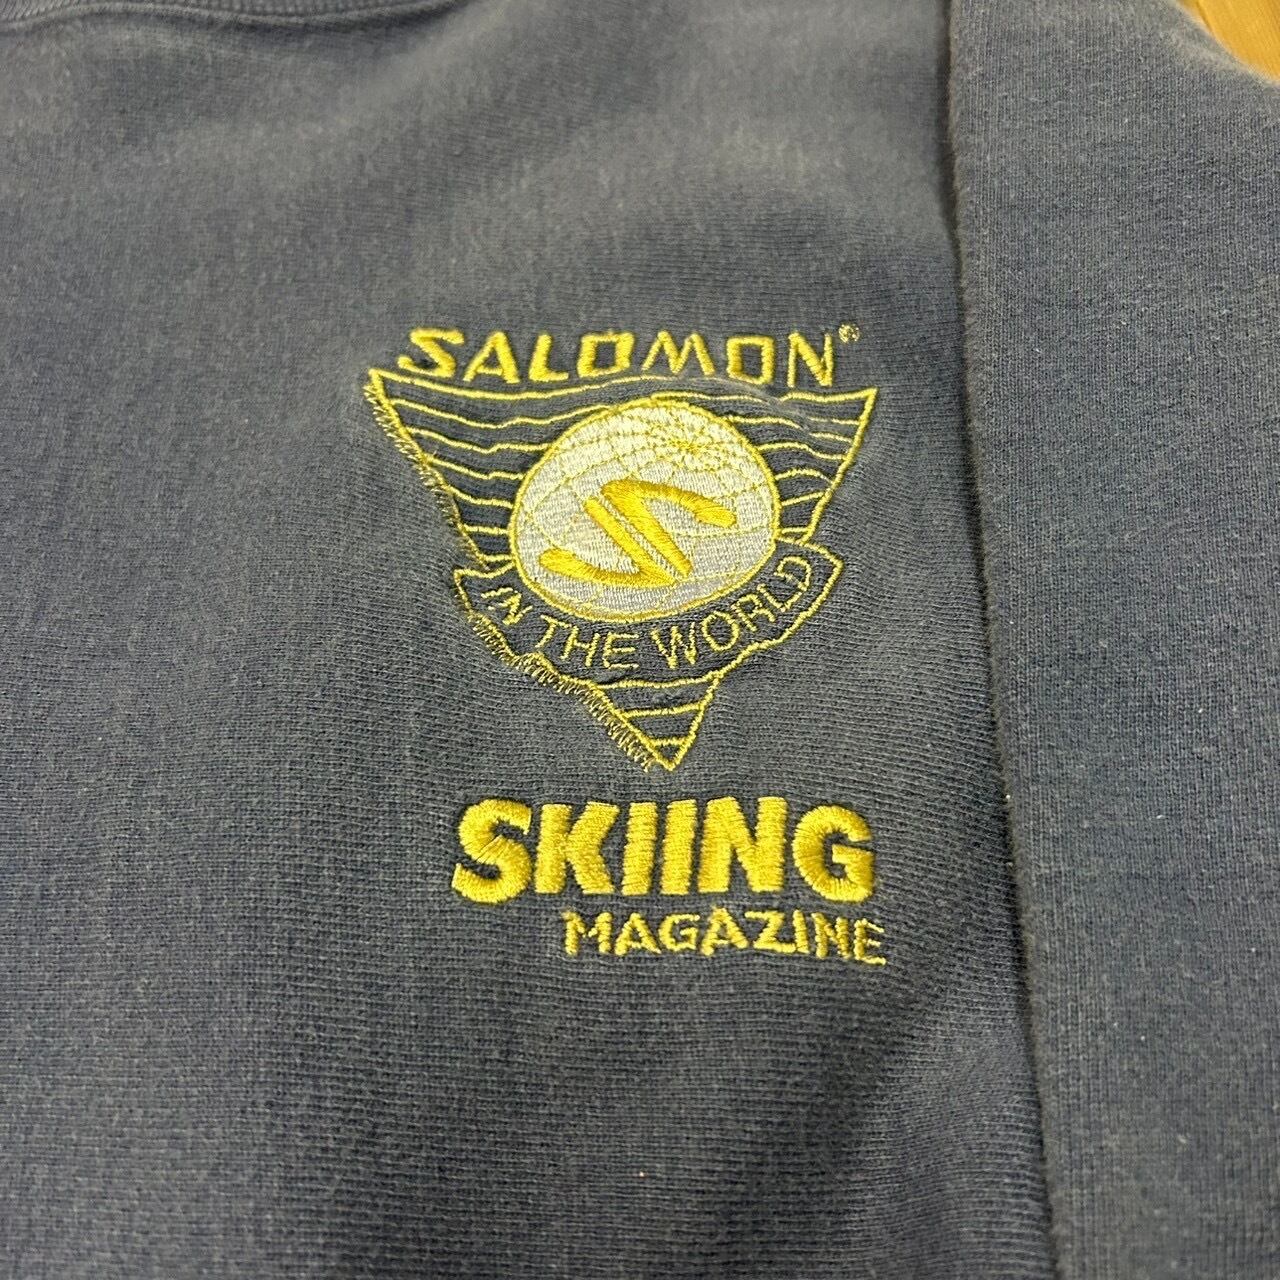 SALOMON®
IN THE WORLD
SKIING
MAGAZINE